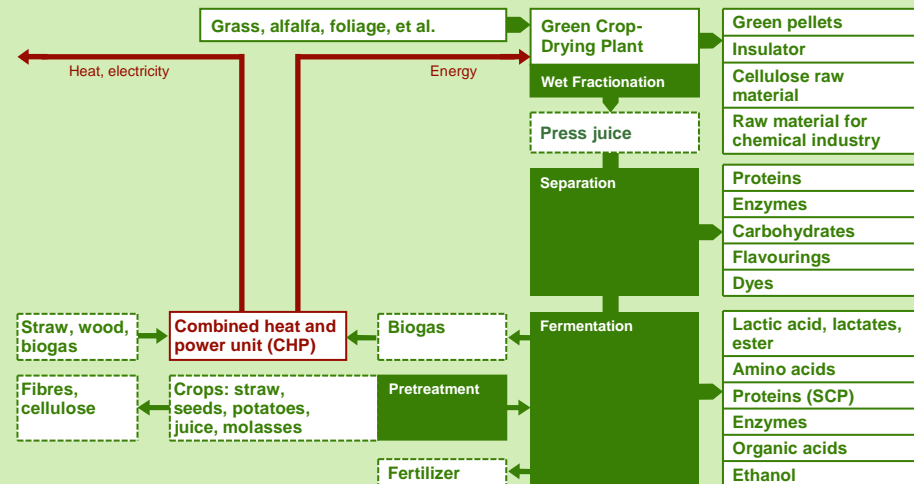 Grass, alfalfa, foliage, et al.
Green Crop-
Drying Plant
Wet Fractionation
Green pellets
Insulator
Cellulose raw
material
Raw material for
chemical industry
Heat, electricity
Energy
Press juice
Separation
Proteins
Enzymes
Carbohydrates
Flavourings
Dyes
Straw, wood,
biogas
Combined heat and
power unit (CHP)
Biogas
Fermentation
Lactic acid, lactates,
ester
Amino acids
Proteins (SCP)
Enzymes
Organic acids
Ethanol
Fibres,
cellulose
Crops: straw,
seeds, potatoes,
juice, molasses
Pretreatment
Fertilizer